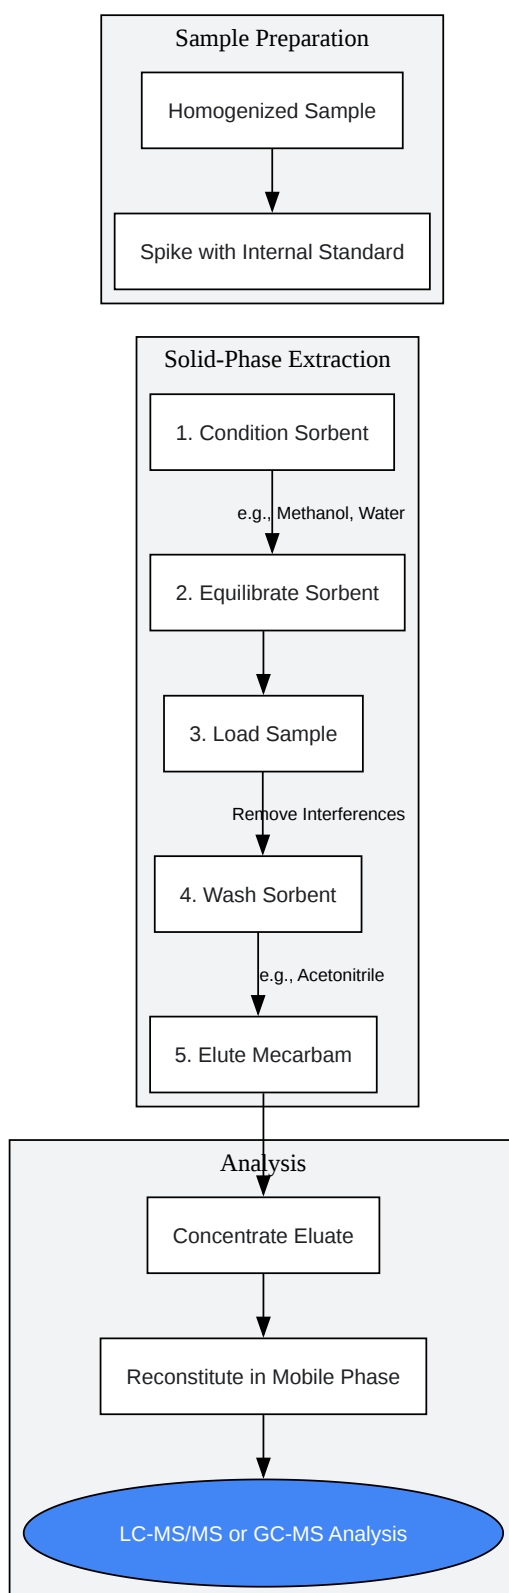 Sample Preparation
Homogenized Sample
Spike with Internal Standard
Solid-Phase Extraction
1. Condition Sorbent
e.g., Methanol, Water
2. Equilibrate Sorbent
3. Load Sample
Remove Interferences
4. Wash Sorbent
e.g., Acetonitrile
5. Elute Mecarbam
Analysis
Concentrate Eluate
Reconstitute in Mobile Phase
LC-MS/MS or GC-MS Analysis